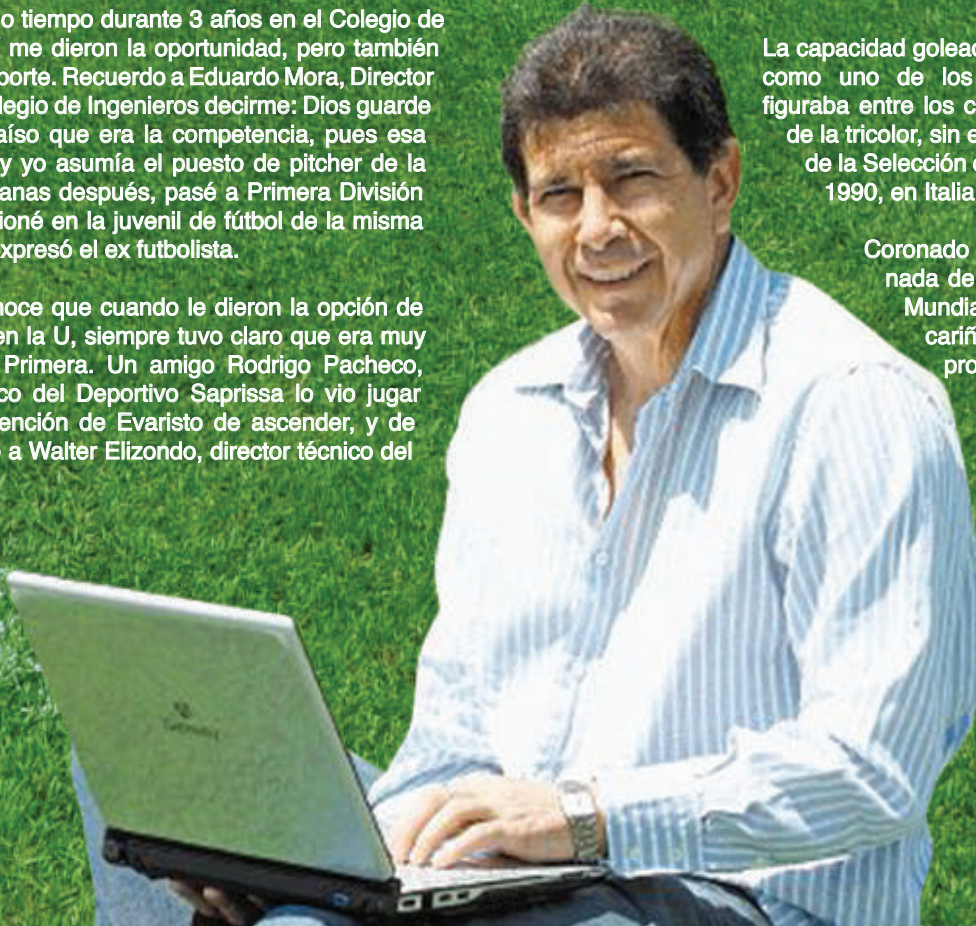 o tiempo durante 3 años en el Colegio de
me dieron la oportunidad, pero también
porte. Recuerdo a Eduardo Mora, Director
legio de Ingenieros decirme: Dios guarde
aíso que era la competencia, pues esa
y yo asumía el puesto de pitcher de la
anas después, pasé a Primera División
ioné en la juvenil de fútbol de la misma
xpresó el ex futbolista.
noce que cuando le dieron la opción de
en la U, siempre tuvo claro que era muy
Primera. Un amigo Rodrigo Pacheco,
co del Deportivo Saprissa lo vio jugar
ención de Evaristo de ascender, y de
a Walter Elizondo, director técnico del
La capacidad golead
como uno de los
figuraba entre los c
de la tricolor, sin e
de la Selección
1990, en Italia
Coronado
nada de
Mundia
cariñ
pro